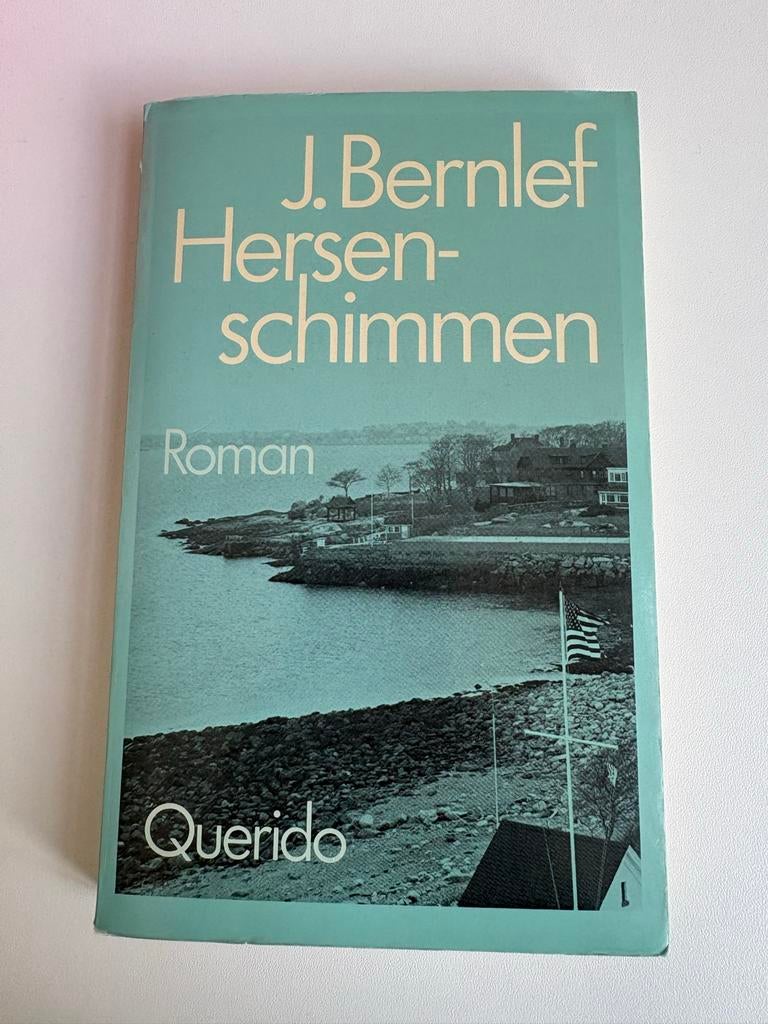 J. Bernlef
Hersen-
schimmen
Roman
Querido